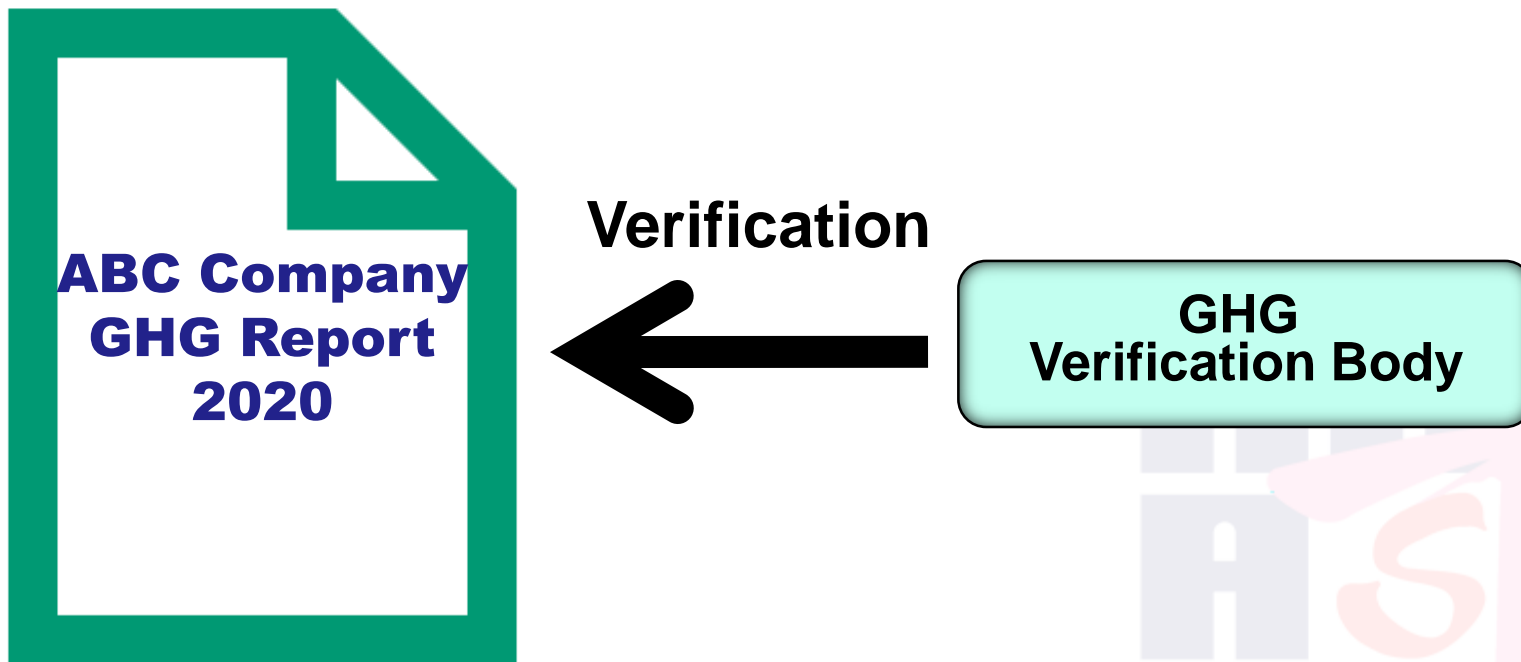 ABC Company
GHG Report
2020
Verification
GHG
Verification Body